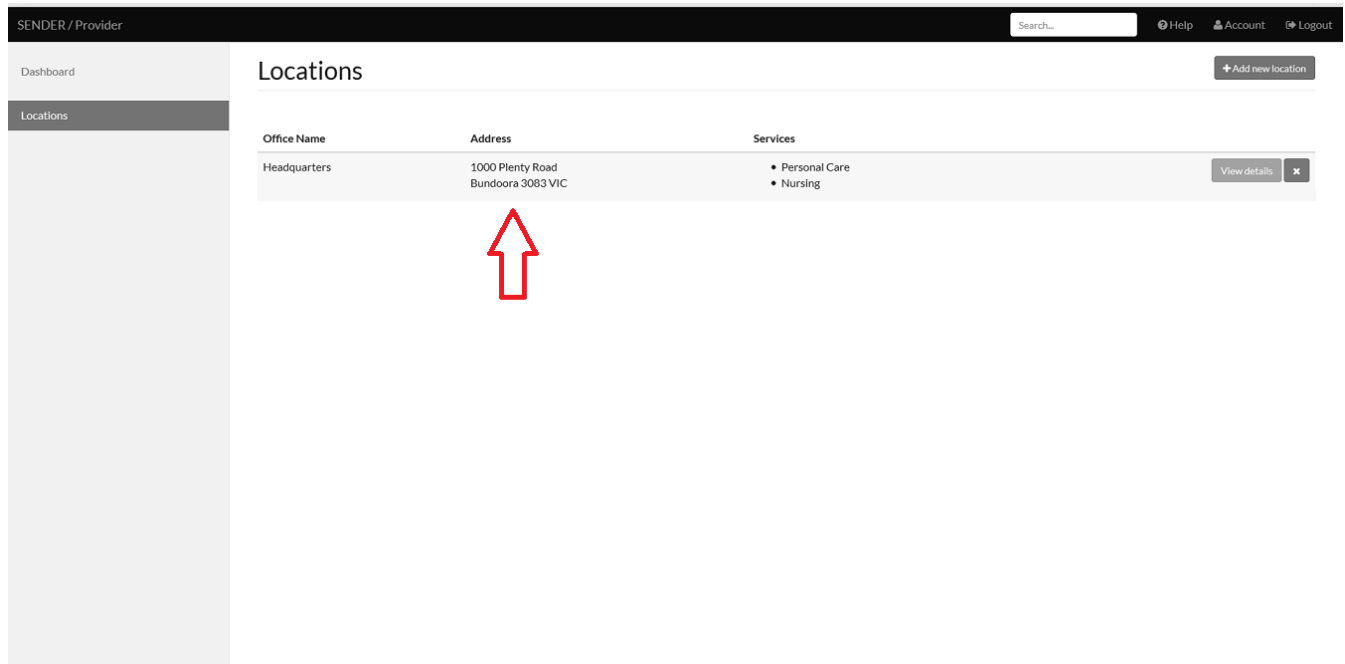 SENDER / Provider
Search...
Help
Account
Logout
Dashboard
Locations
Locations
Add new location
Office Name Address Services
Headquarters 1000 Plenty Road • Personal Care View details
Bundoora 3083 VIC • Nursing